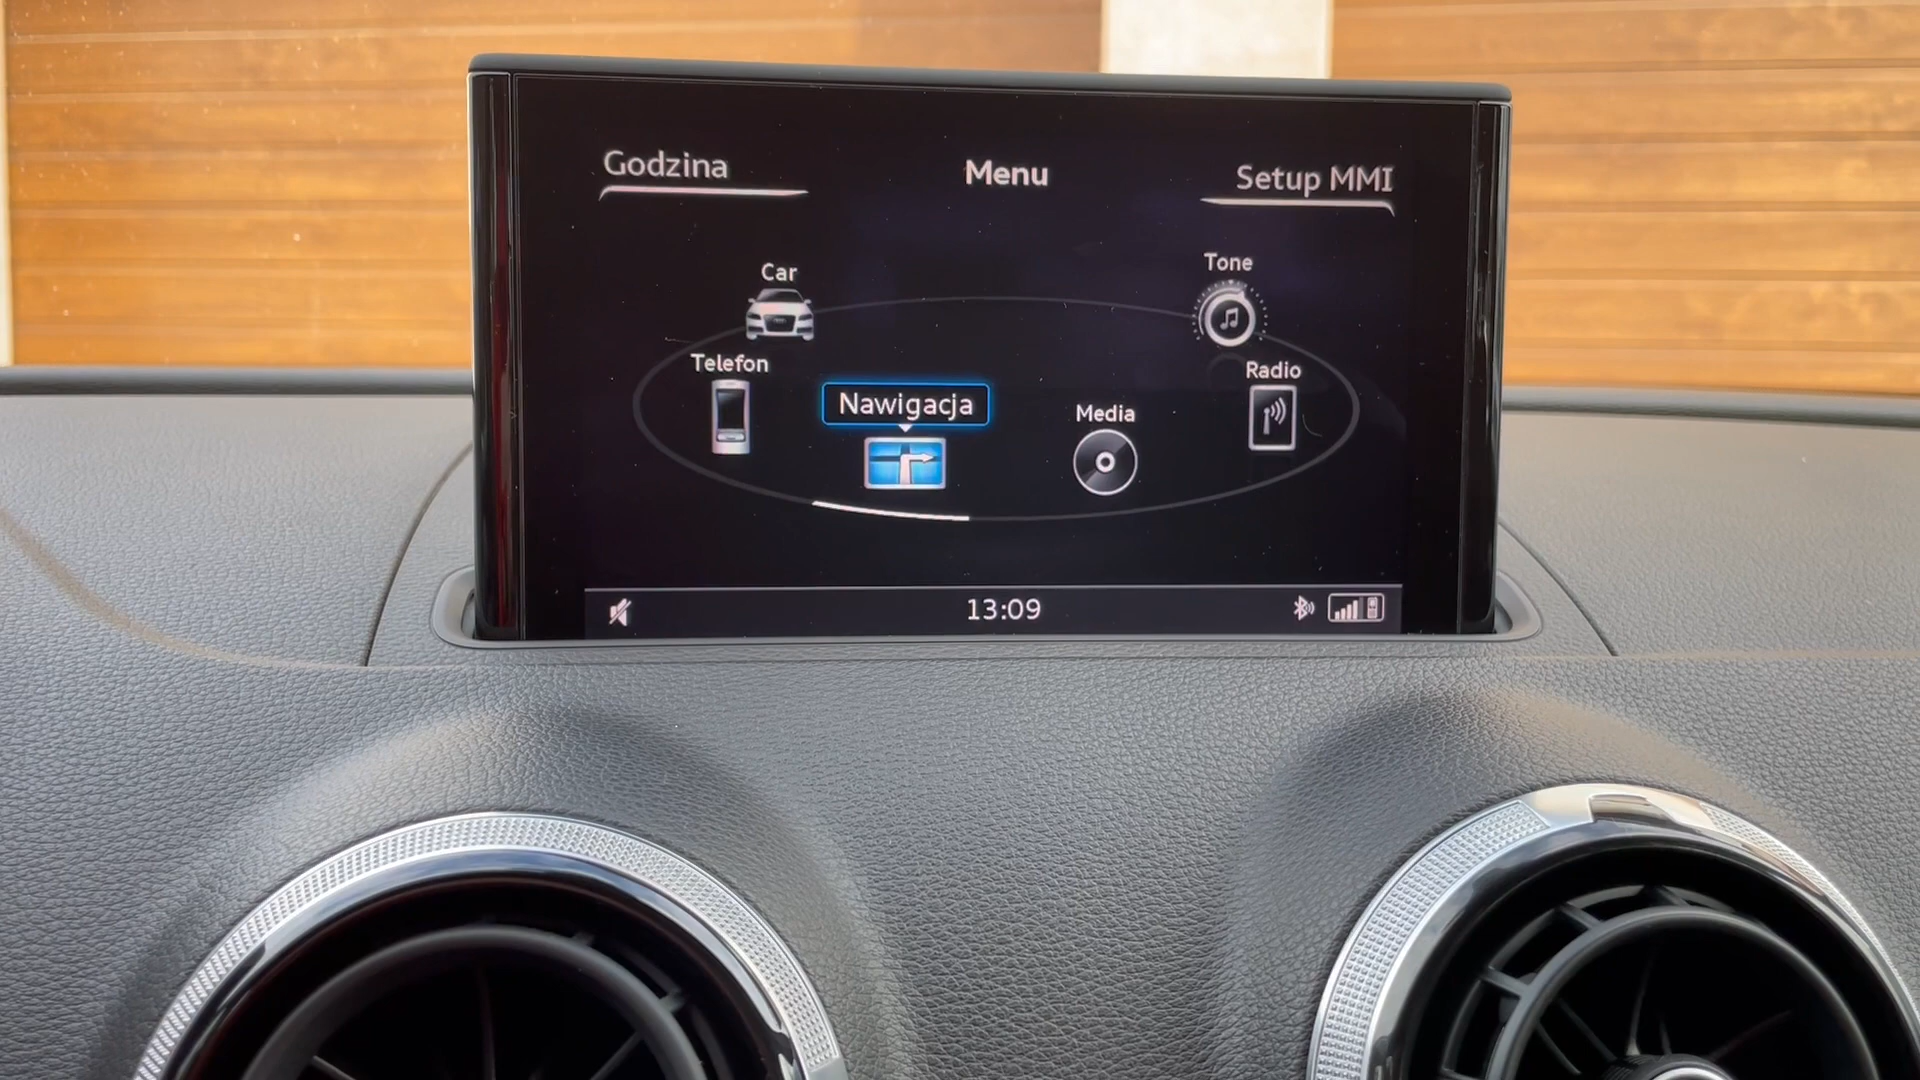 Godzina
Menu
Setup MMI
Car
Tone
Telefon
Radio
Nawigacja
Media
13:09